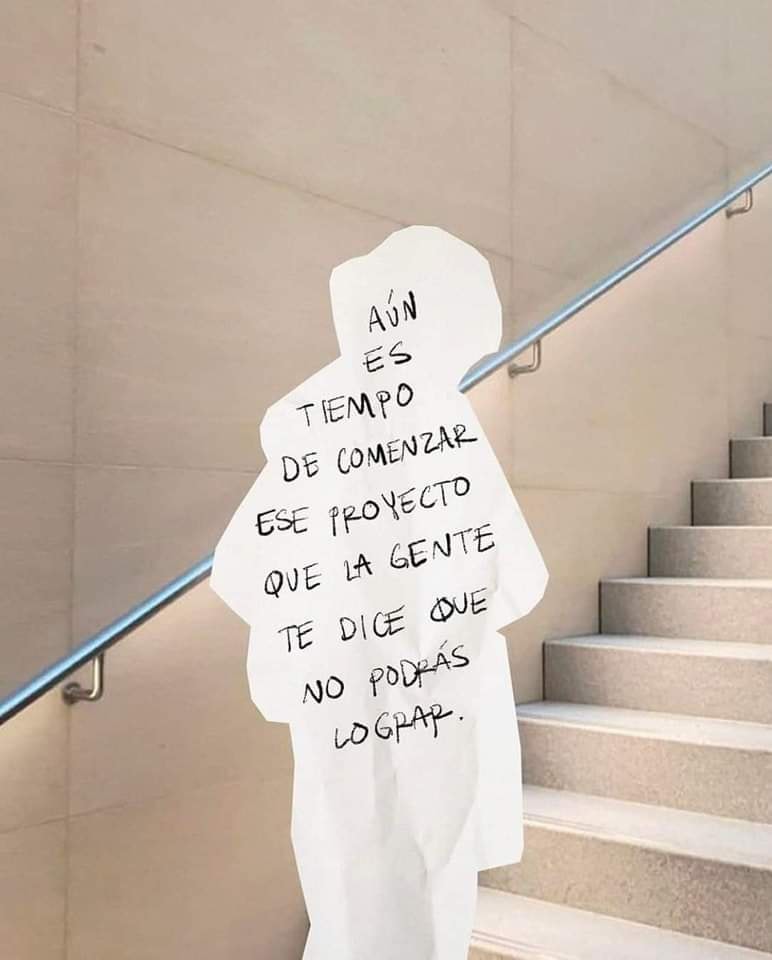 AÚN
ES
TIEMPO
DE COMENZAR
ESE PROYECTO
QUE LA GENTE
TE DICE QUE
NO PODRÁS
LOGRAR.